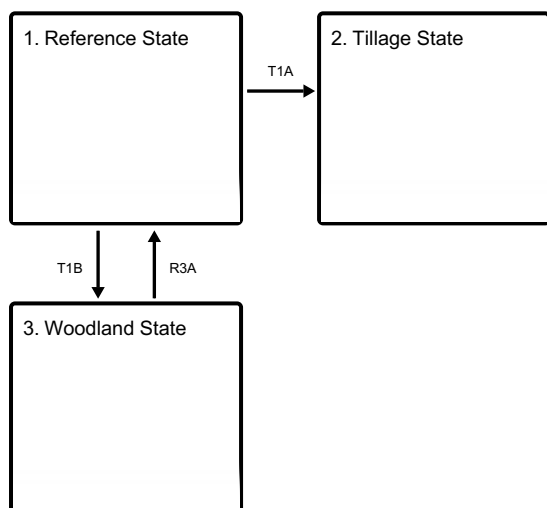 1. Reference State
2. Tillage State
T1A
T1B
R3A
3. Woodland State